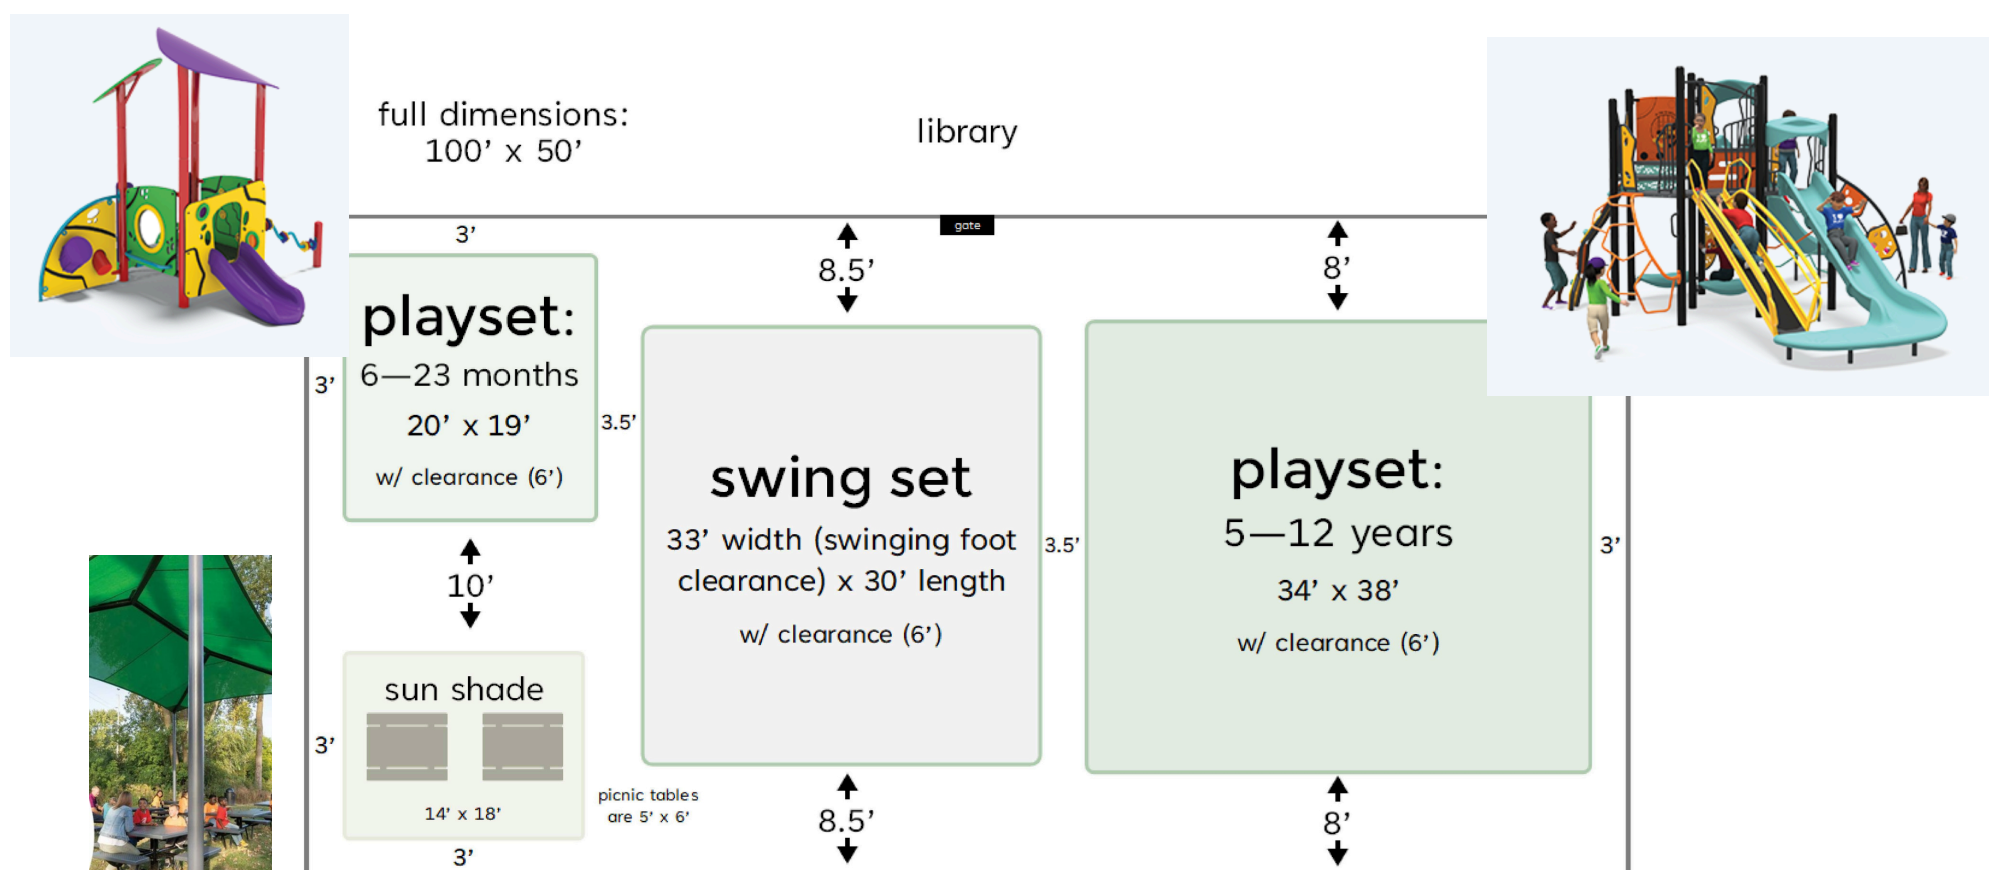 full dimensions:
100’ x 50’
library
gate
3’
8.5’
8’
playset:
6—23 months
20’ x 19’
w/ clearance (6’)
3’
3.5’
swing set
33’ width (swinging foot
clearance) x 30’ length
w/ clearance (6’)
3.5’
playset:
5—12 years
34’ x 38’
w/ clearance (6’)
3’
10’
sun shade
14’ x 18’
3’
3’
picnic tables
are 5’ x 6’
8.5’
8’